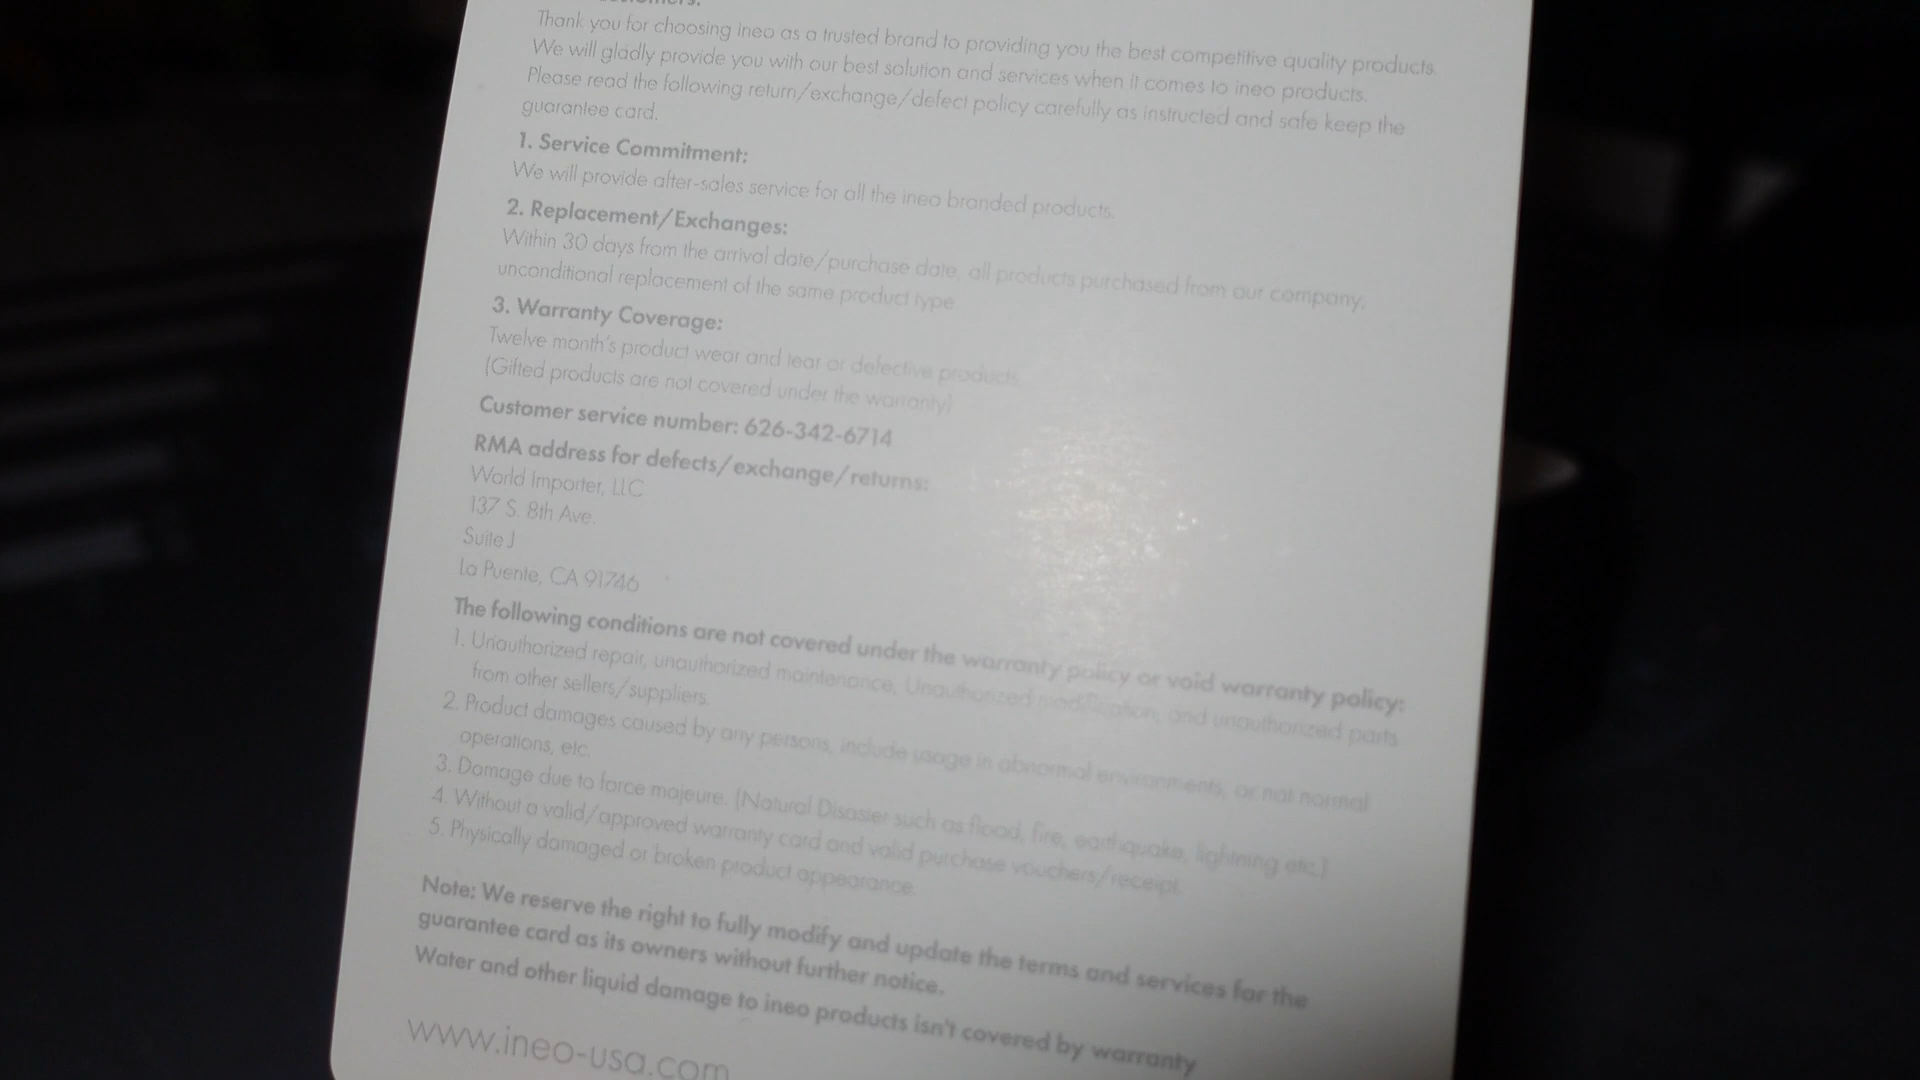 Thank you for choosing ineo as a trusted brand to providing you the best competitive quality products.
We will gladly provide you with our best salution and services when it comes to ineo products.
Please read the following return/exchange/defect policy carefully as instructed and safe keep the
guarantee card.
1. Service Commitment:
We will provide after-sales service for all the ineo branded products.
2. Replacement/Exchanges:
Within 30 days from the arrival date/purchase date, all products purchased from our company,
unconditional replacement of the same product type
3. Warranty Coverage:
Twelve month's product wear and tear or defective products.
(Gifted products are not covered under the warranty)
Customer service number: 626-342-6714
RMA address for defects/exchange/returns:
World Importer, LLC
137 S. 8th Ave.
Suite J
La Puente, CA 91746
The following conditions are not covered under the warranty policy or void warranty policy:
1. Unauthorized repair, unauthorized maintenance, Unauthorized modification, and unauthorized parts
from other sellers/suppliers.
2. Product damages caused by any persons, include usage in abnormal environments, or not normal
operations, etc.
3. Damage due to force majeure. (Natural Disaster such as flood, fire, earthquake, lightning etc.)
4. Without a valid/approved warranty card and valid purchase vouchers/receipt.
5. Physically damaged or broken product appearance.
Note: We reserve the right to fully modify and update the terms and services for the
guarantee card as its owners without further notice.
Water and other liquid damage to ineo products isn't covered by warranty
www.ineo-usa.com